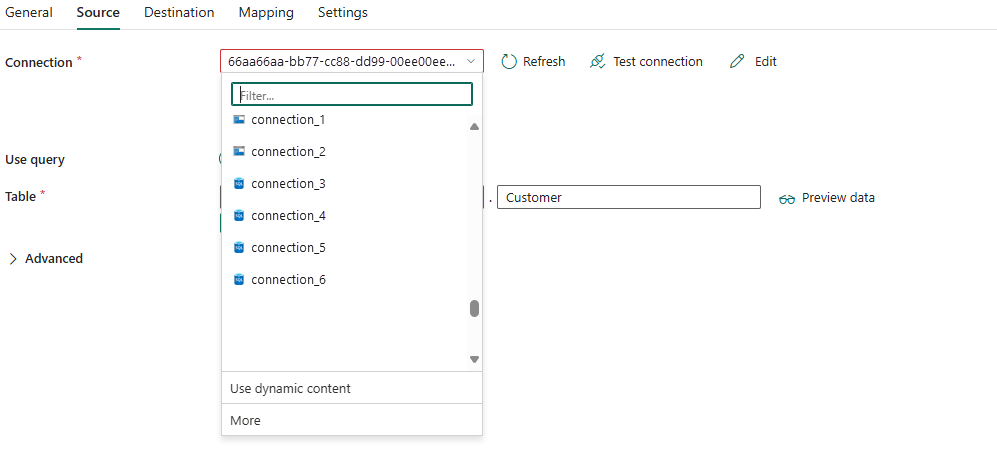 General Source Destination Mapping Settings
Connection * 66aa66aa-bb77-cc88-dd99-00ee00ee... Refresh Test connection Edit
Filter...
connection_1
connection_2
Use query
connection_3
Table * . Customer Preview data
connection_4
connection_5
Advanced
connection_6
Use dynamic content
More